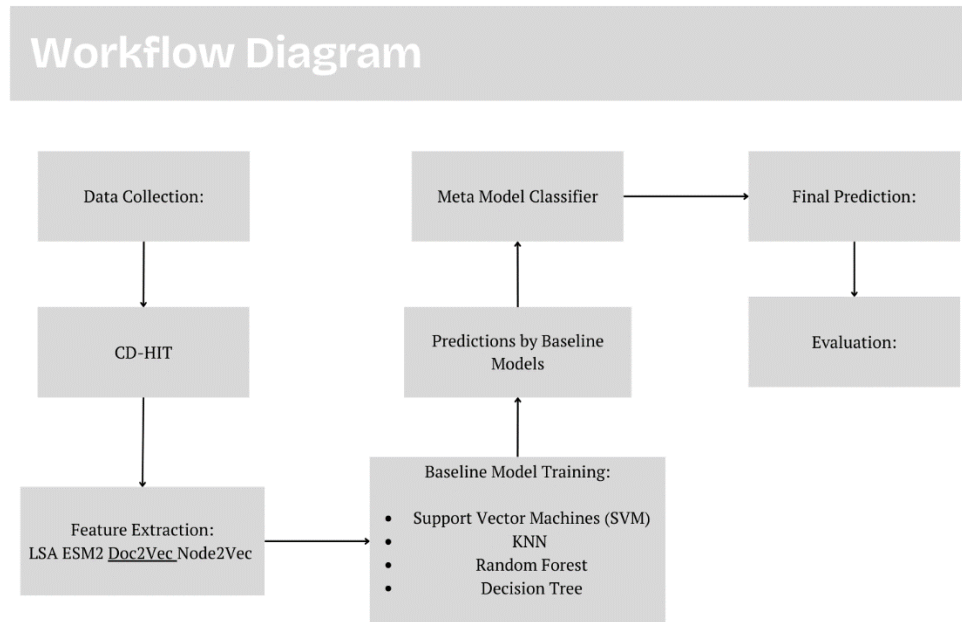 Workflow Diagram
Data Collection:
CD-HIT
Feature Extraction:
LSA ESM2 Doc2Vec Node2Vec
Baseline Model Training:
• Support Vector Machines (SVM)
• KNN
• Random Forest
• Decision Tree
Predictions by Baseline
Models
Meta Model Classifier
Final Prediction:
Evaluation: